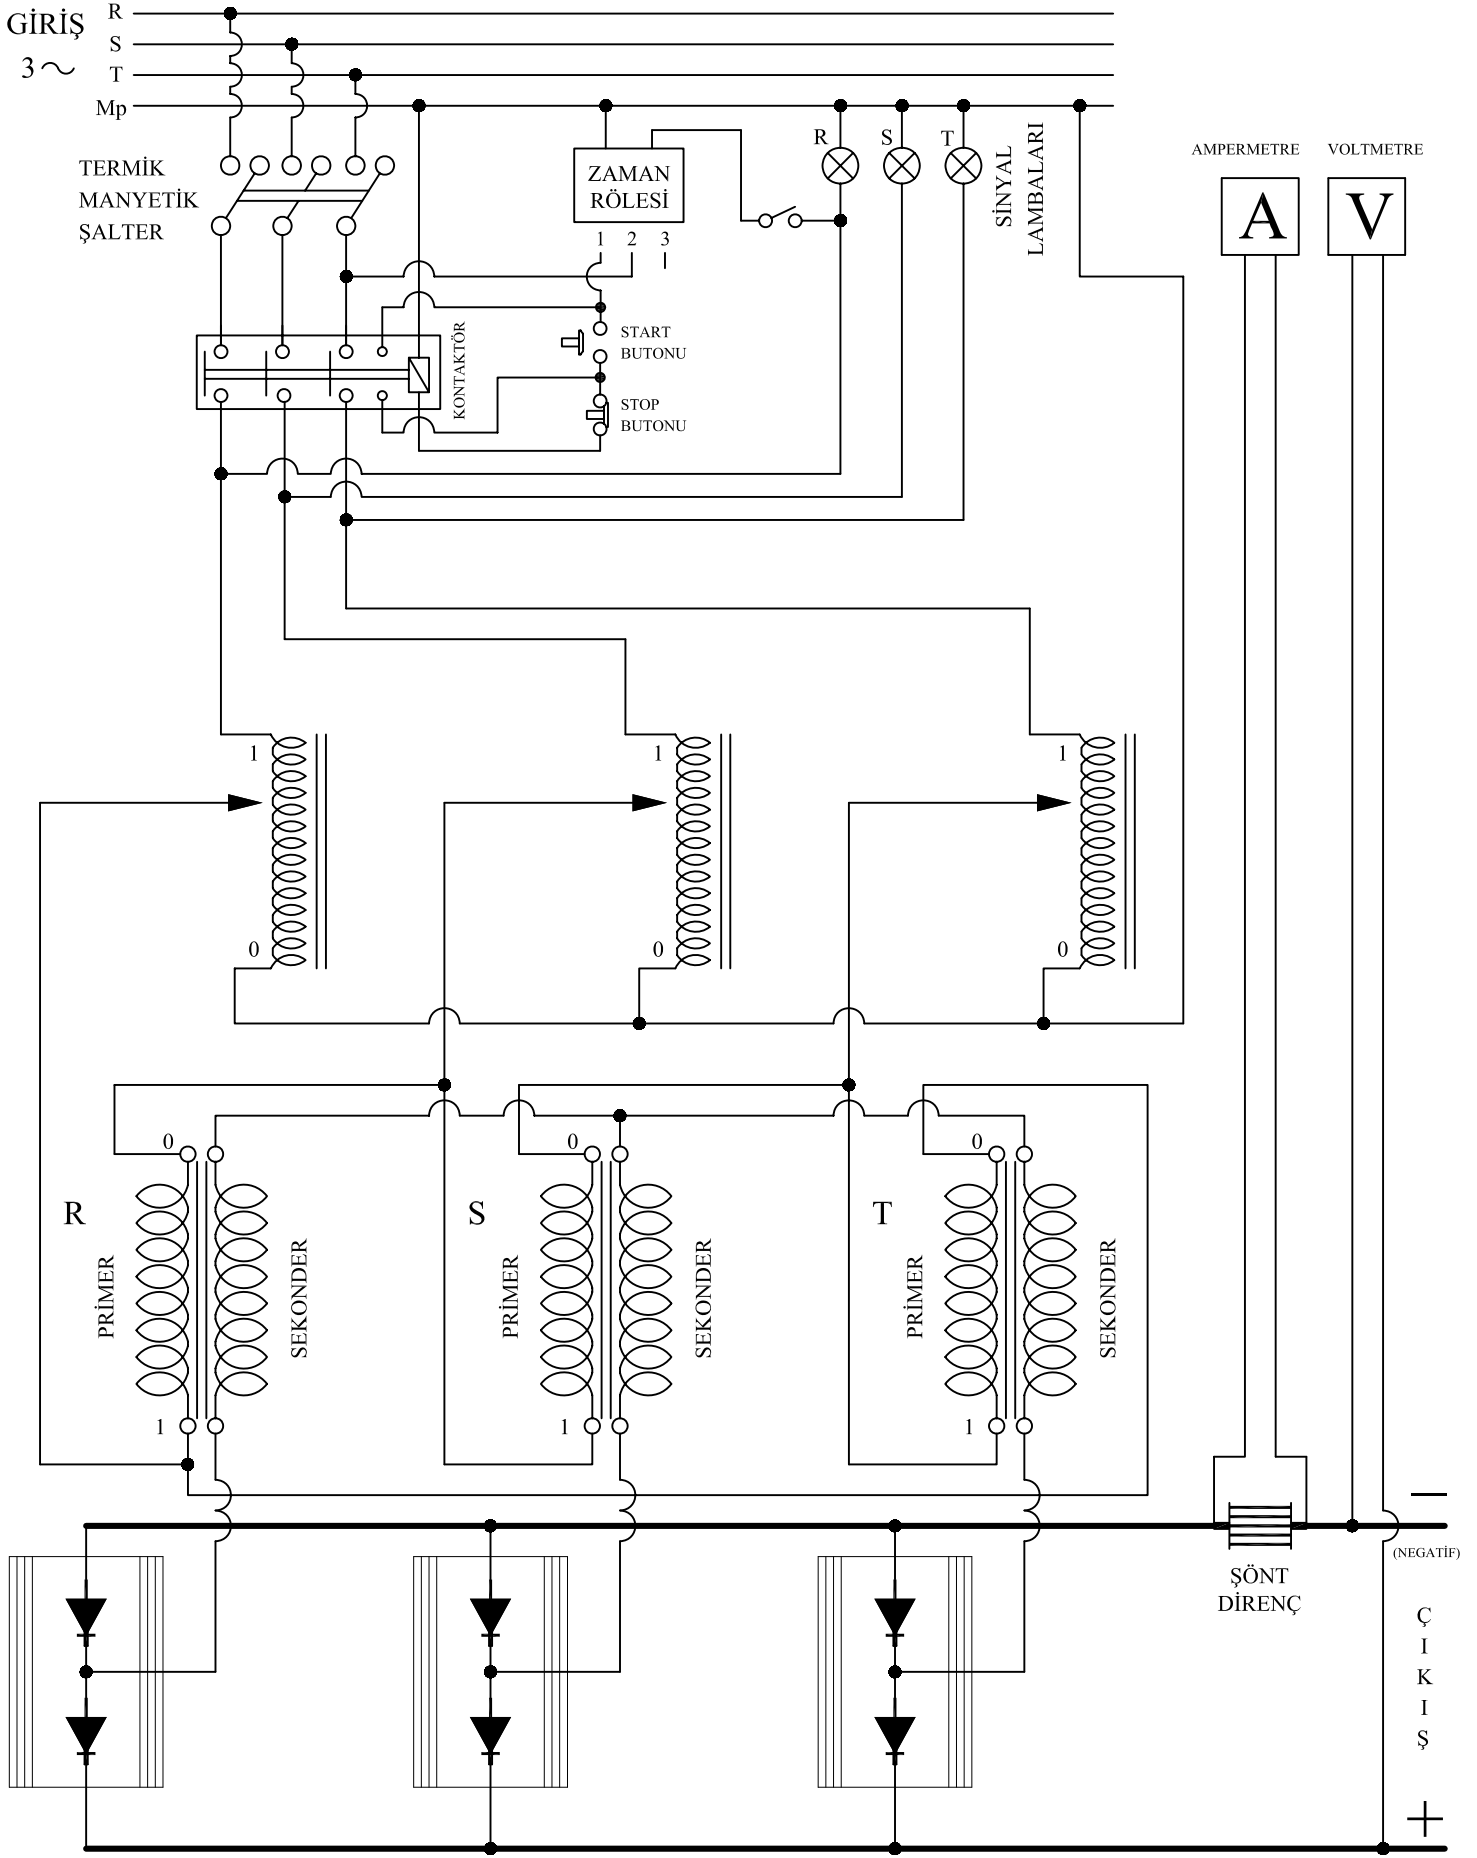 GİRİŞ
3
R
S
T
Mp
TERMİK
MANYETİK
ŞALTER
ZAMAN
RÖLESİ
1 2 3
R S T
SİNYAL
LAMBALARI
AMPERMETRE
VOLTMETRE
A
V
KONTAKTÖR
START
BUTONU
STOP
BUTONU
1
1
1
0
0
0
0
0
0
R
PRİMER
SEKONDER
S
PRİMER
SEKONDER
T
PRİMER
SEKONDER
1
1
1
−
(NEGATİF)
ŞÖNT
DİRENÇ
Ç
I
K
I
Ş
+